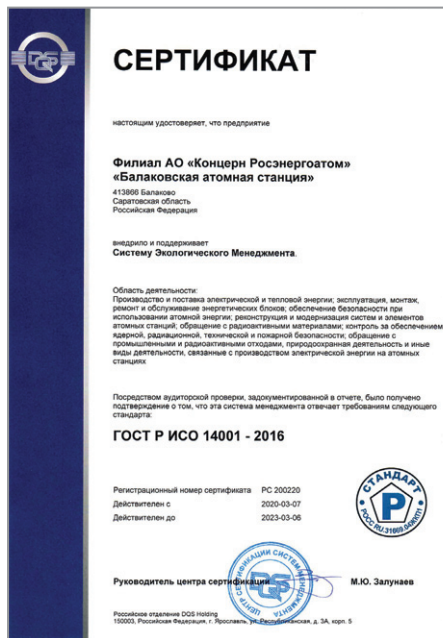 DQS
СЕРТИФИКАТ
настоящим удостоверяет, что предприятие
Филиал АО «Концерн Росэнергоатом»
«Балаковская атомная станция»
413866 Балаково
Саратовская область
Российская Федерация
внедрило и поддерживает
Систему Экологического Менеджмента.
Область деятельности:
Производство и поставка электрической и тепловой энергии; эксплуатация, монтаж,
ремонт и обслуживание энергетических блоков; обеспечение безопасности при
использовании атомной энергии; реконструкция и модернизация систем и элементов
атомных станций; обращение с радиоактивными материалами; контроль за обеспечением
ядерной, радиационной, технической и пожарной безопасности; обращение с
промышленными и радиоактивными отходами, природоохранная деятельность и иные
виды деятельности, связанные с производством электрической энергии на атомных
станциях
Посредством аудиторской проверки, задокументированной в отчете, было получено
подтверждение о том, что эта система менеджмента отвечает требованиям следующего
стандарта:
ГОСТ Р ИСО 14001 - 2016
Регистрационный номер сертификата РС 200220
Действителен с 2020-03-07
Действителен до 2023-03-06
СТАНДАРТ
Р
Руководитель центра сертификации М.Ю. Залунаев
ЦЕНТР СЕРТИФИКАЦИИ СИСТЕМ МЕНЕДЖМЕНТА
DQS
Российское отделение DQS Holding
150003, Российская Федерация, г. Ярославль, ул. Республиканская, д. 3А, корп. 5